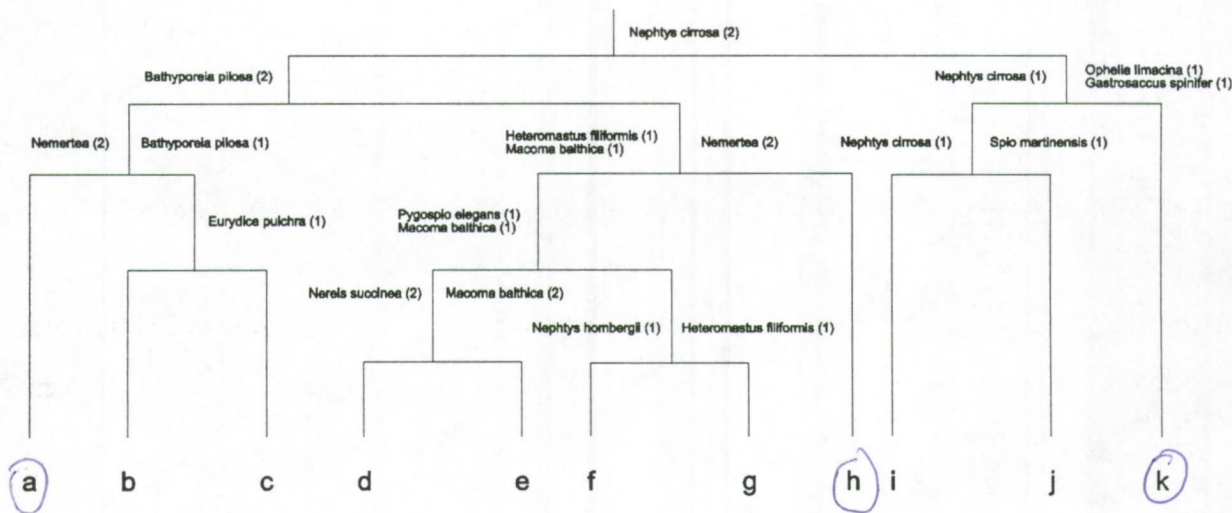 Nephtys cirrosa (2)
Bathyporeia pilosa (2)
Nephtys cirrosa (1)
Ophelia limacina (1)
Gastrosaccus spinifer (1)
Nemertea (2)
Bathyporeia pilosa (1)
Heteromastus filiformis (1)
Macoma balthica (1)
Nemertea (2)
Nephtys cirrosa (1)
Spio martinensis (1)
Eurydice pulchra (1)
Pygospio elegans (1)
Macoma balthica (1)
Nereis succinea (2)
Macoma balthica (2)
Nephtys hombergii (1)
Heteromastus filiformis (1)
a b c d e f g h i j k